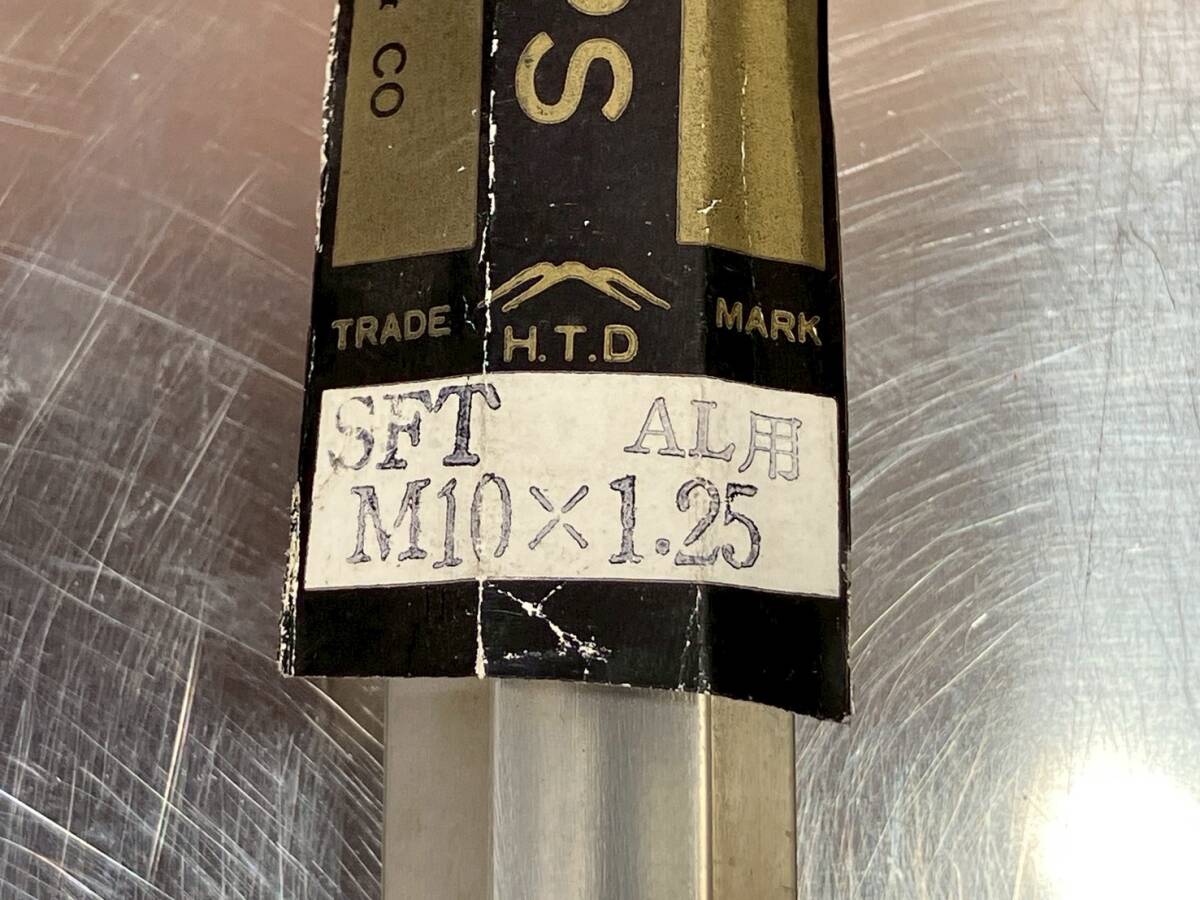 CO
S
TRADE MARK
H.T.D
SFT AL用
M10×1.25